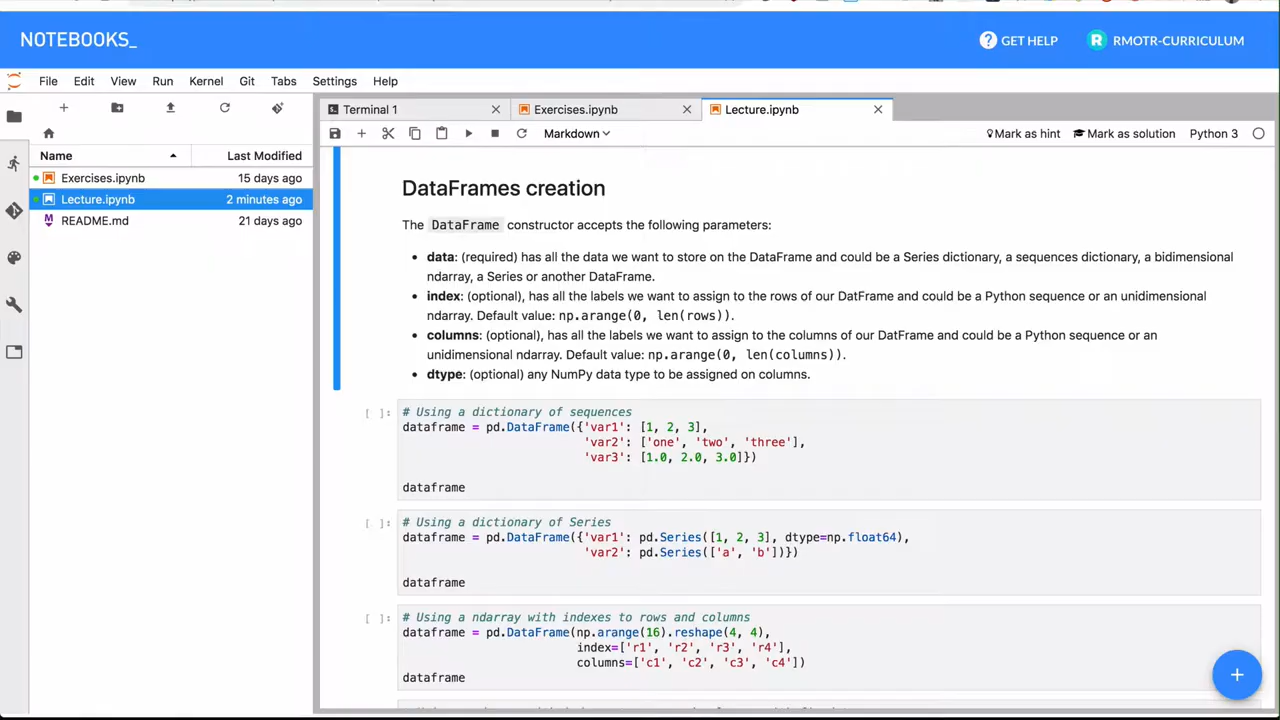 NOTEBOOKS_
GET HELP
R RMOTR-CURRICULUM
File Edit View Run Kernel Git Tabs Settings Help
Terminal 1
Exercises.ipynb
Lecture.ipynb
Markdown
Mark as hint
Mark as solution
Python 3
Name
Last Modified
Exercises.ipynb 15 days ago
Lecture.ipynb 2 minutes ago
README.md 21 days ago
DataFrames creation
The DataFrame constructor accepts the following parameters:
• data: (required) has all the data we want to store on the DataFrame and could be a Series dictionary, a sequences dictionary, a bidimensional
ndarray, a Series or another DataFrame.
• index: (optional), has all the labels we want to assign to the rows of our DatFrame and could be a Python sequence or an unidimensional
ndarray. Default value: np.arange(0, len(rows)).
• columns: (optional), has all the labels we want to assign to the columns of our DatFrame and could be a Python sequence or an
unidimensional ndarray. Default value: np.arange(0, len(columns)).
• dtype: (optional) any NumPy data type to be assigned on columns.
[ ]: # Using a dictionary of sequences
dataframe = pd.DataFrame({'var1': [1, 2, 3],
'var2': ['one', 'two', 'three'],
'var3': [1.0, 2.0, 3.0]})
dataframe
[ ]: # Using a dictionary of Series
dataframe = pd.DataFrame({'var1': pd.Series([1, 2, 3], dtype=np.float64),
'var2': pd.Series(['a', 'b'])})
dataframe
[ ]: # Using a ndarray with indexes to rows and columns
dataframe = pd.DataFrame(np.arange(16).reshape(4, 4),
index=['r1', 'r2', 'r3', 'r4'],
columns=['c1', 'c2', 'c3', 'c4'])
dataframe